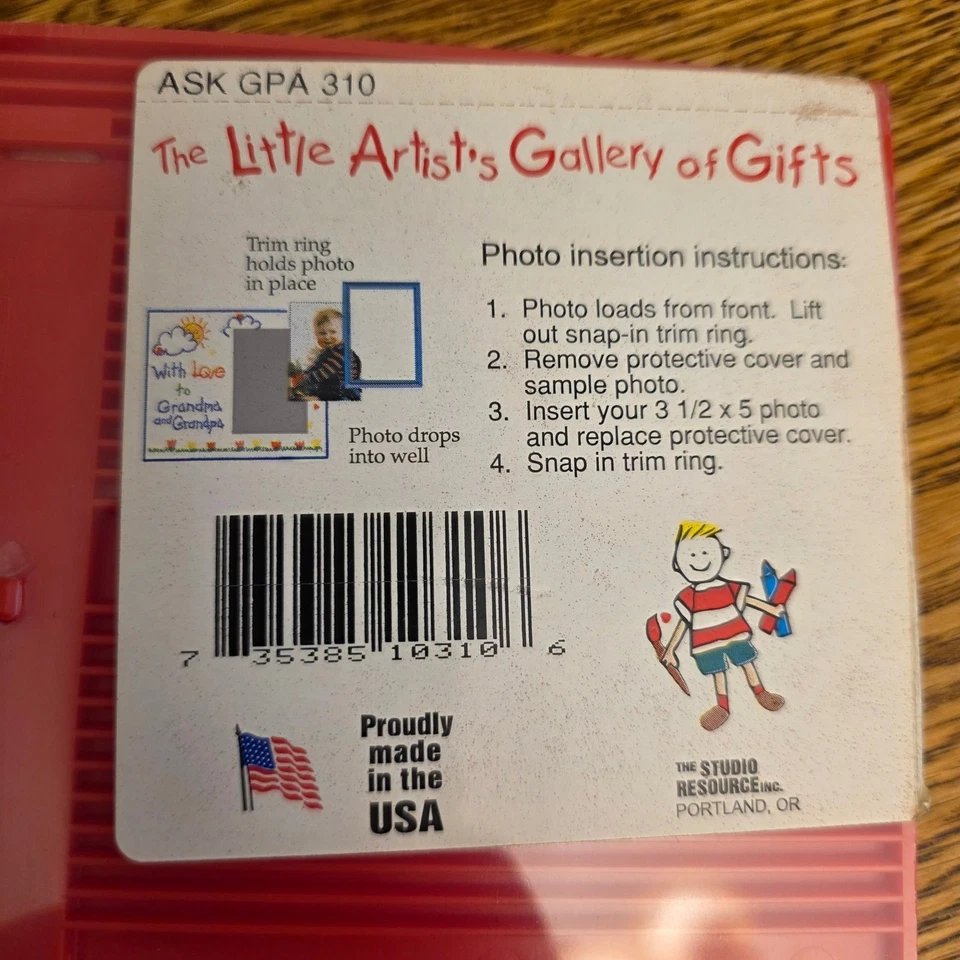 ASK GPA 310
The Little Artist's Gallery of Gifts
Trim ring
holds photo
in place
With Love
to
Grandma
and Grandpa
Photo drops
into well
Photo insertion instructions:
1. Photo loads from front. Lift
out snap-in trim ring.
2. Remove protective cover and
sample photo.
3. Insert your 3 1/2 x 5 photo
and replace protective cover.
4. Snap in trim ring.
7 35385 10310 6
Proudly
made
in the
USA
THE STUDIO
RESOURCE INC.
PORTLAND, OR